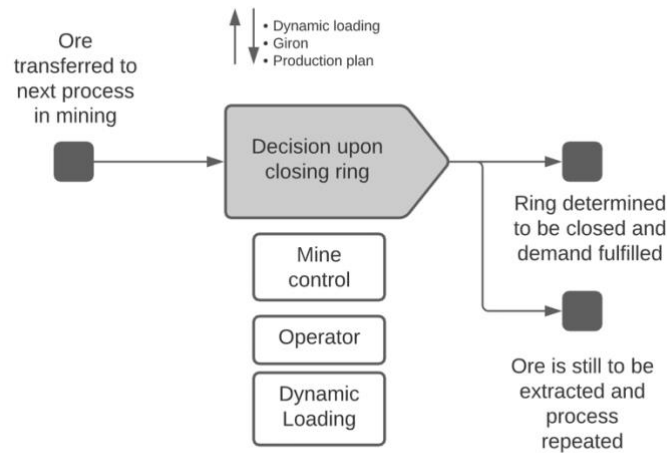 Ore
transferred to
next process
in mining
• Dynamic loading
• Giron
• Production plan
Decision upon
closing ring
Ring determined
to be closed and
demand fulfilled
Mine
control
Operator
Dynamic
Loading
Ore is still to be
extracted and
process
repeated